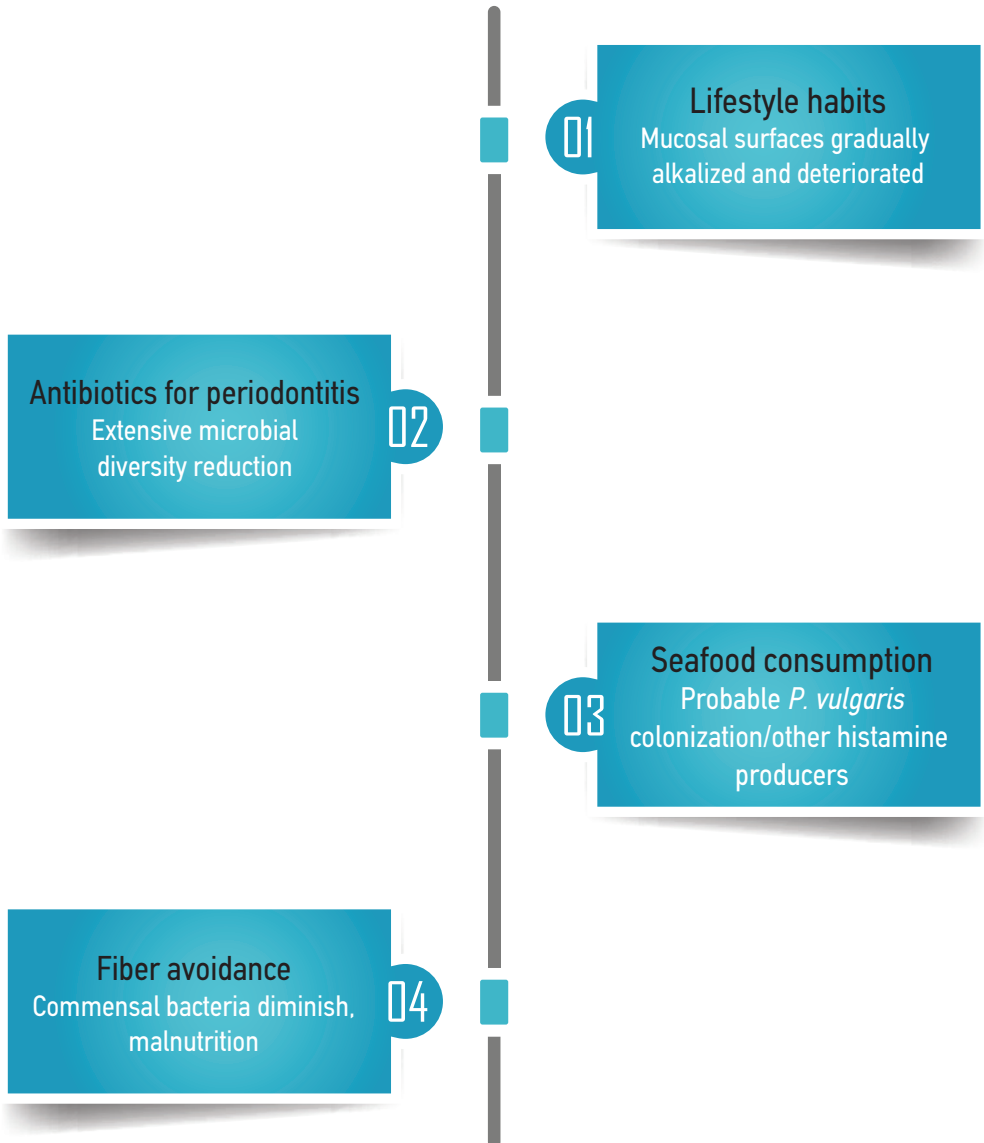 01
Lifestyle habits
Mucosal surfaces gradually
alkalized and deteriorated
Antibiotics for periodontitis
Extensive microbial
diversity reduction
02
03
Seafood consumption
Probable P. vulgaris
colonization/other histamine
producers
Fiber avoidance
Commensal bacteria diminish,
malnutrition
04